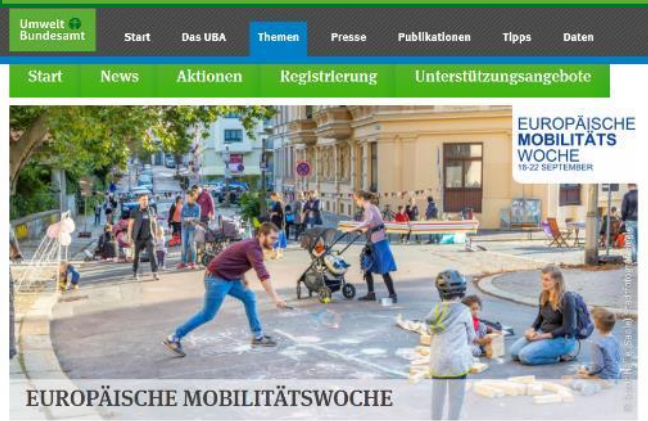 Umwelt
Bundesamt
Start Das UBA Themen Presse Publikationen Tipps Daten
Start News Aktionen Registrierung Unterstützungsangebote
EUROPÄISCHE
MOBILITÄTS
WOCHE
16-22 SEPTEMBER
EUROPÄISCHE MOBILITÄTSWOCHE